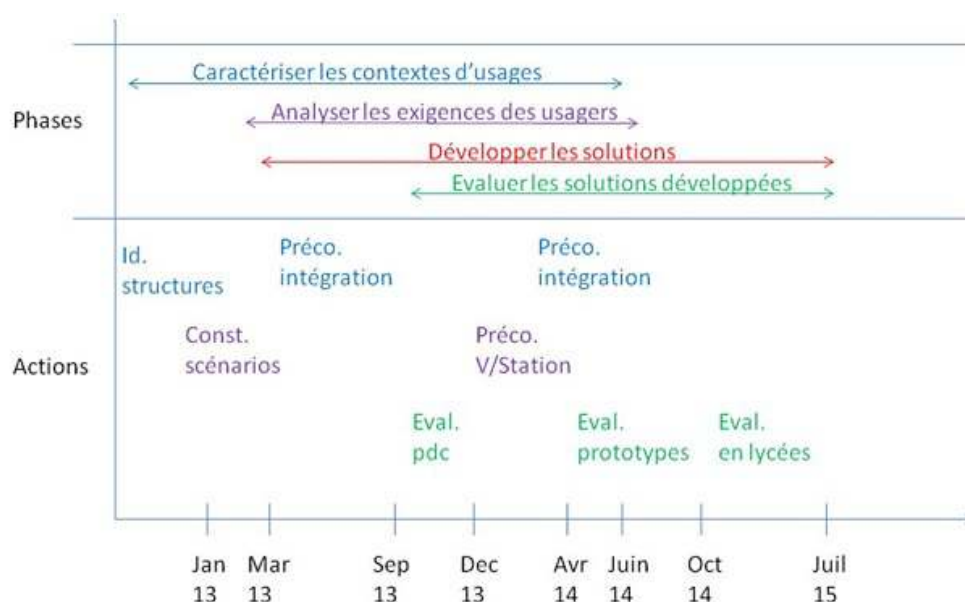 Phases
Caractériser les contextes d'usages
Analyser les exigences des usagers
Développer les solutions
Evaluer les solutions développées
Actions
Id.
structures
Préco.
intégration
Préco.
intégration
Const.
scénarios
Préco.
V/Station
Eval.
pdc
Eval.
prototypes
Eval.
en lycées
Jan
13
Mar
13
Sep
13
Dec
13
Avr
14
Juin
14
Oct
14
Juil
15